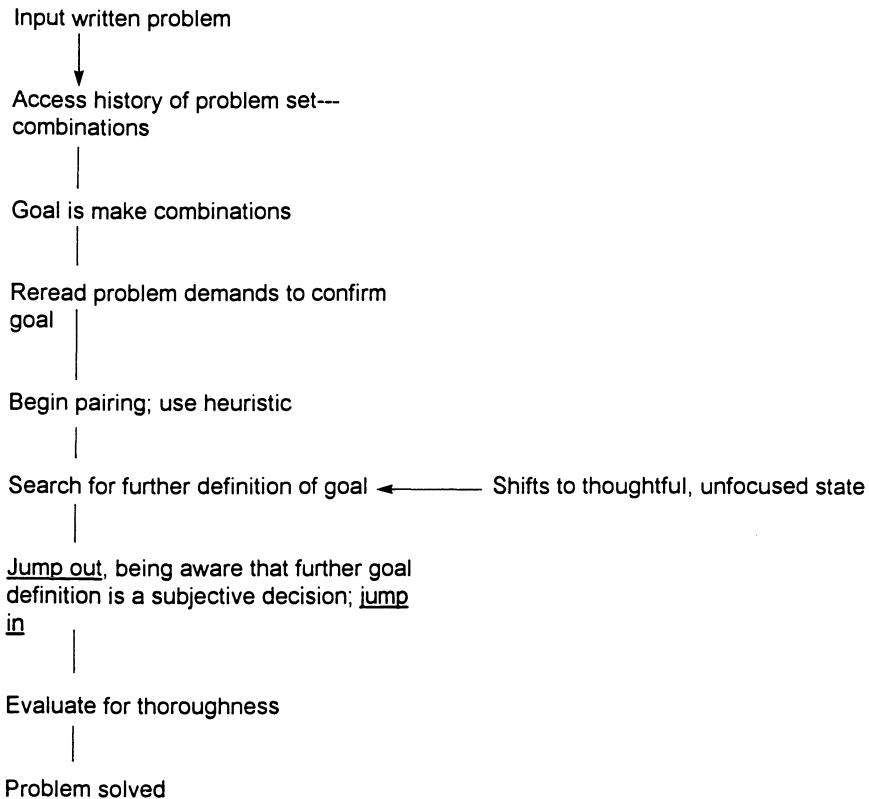 Input written problem
Access history of problem set---
combinations
Goal is make combinations
Reread problem demands to confirm
goal
Begin pairing; use heuristic
Search for further definition of goal
Shifts to thoughtful, unfocused state
Jump out, being aware that further goal
definition is a subjective decision; jump
in
Evaluate for thoroughness
Problem solved